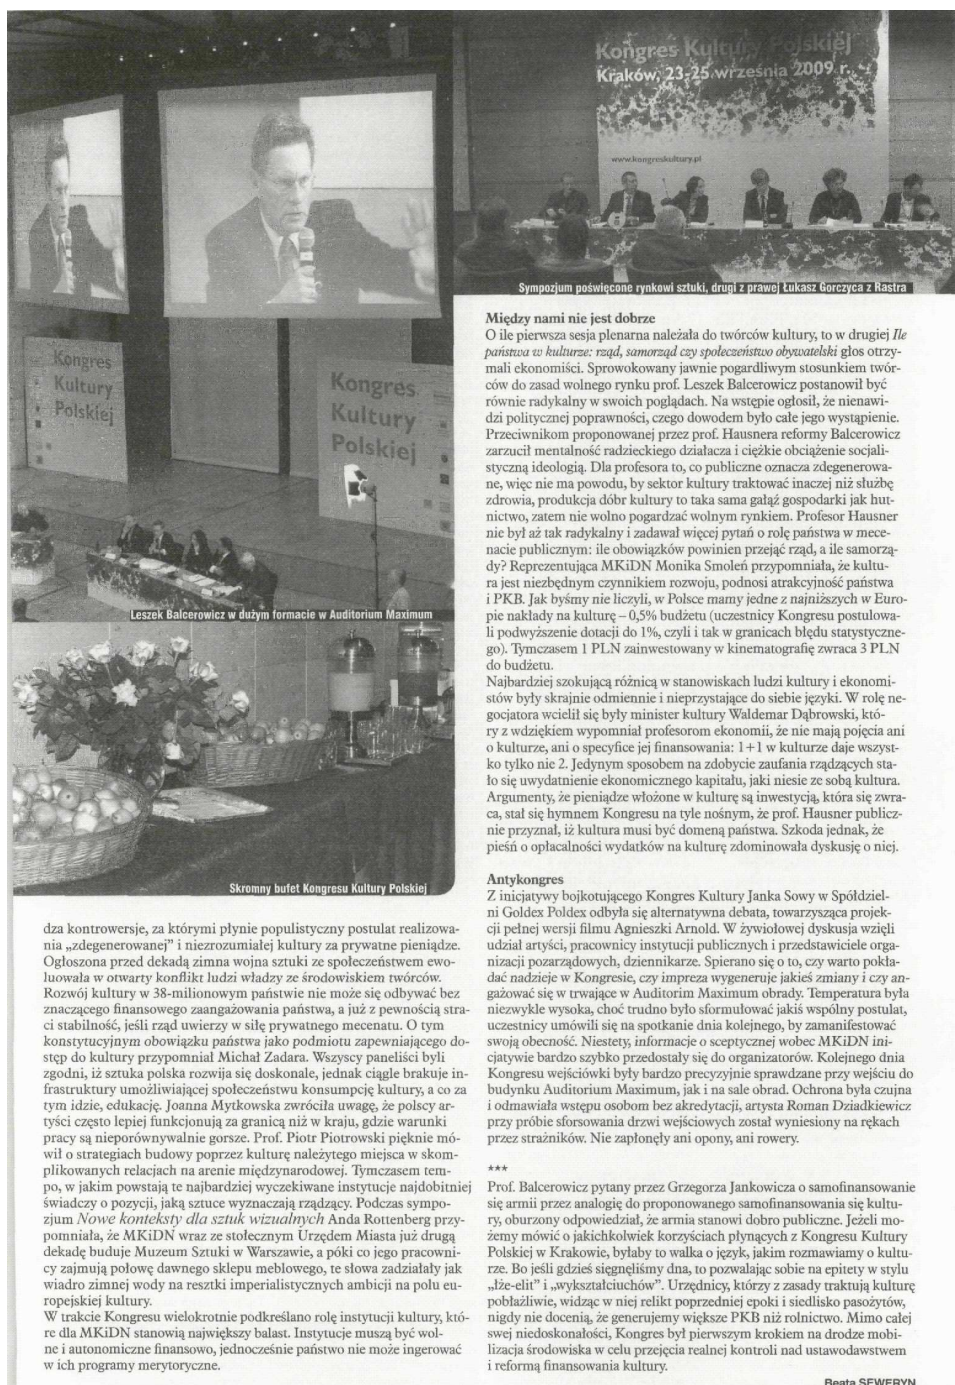 Kongres Kultury Polskiej
Kraków, 23-25 września 2009 r.
www.kongreskultury.pl
Sympozjum poświęcone rynkowi sztuki, drugi z prawej Łukasz Gorczyca z Rastra
Kongres
Kultury
Polskiej
Kongres
Kultury
Polskiej
Leszek Balcerowicz w dużym formacie w Auditorium Maximum
Skromny bufet Kongresu Kultury Polskiej
dza kontrowersje, za którymi płynie populistyczny postulat realizowa-
nia „zdegenerowanej” i niezrozumiałej kultury za prywatne pieniądze.
Ogłoszona przed dekadą zimna wojna sztuki ze społeczeństwem ewo-
luowała w otwarty konflikt ludzi władzy ze środowiskiem twórców.
Rozwój kultury w 38-milionowym państwie nie może się odbywać bez
znaczącego finansowego zaangażowania państwa, a już z pewnością stra-
ci stabilność, jeśli rząd uwierzy w siłę prywatnego mecenatu. O tym
konstytucyjnym obowiązku państwa jako podmiotu zapewniającego do-
stęp do kultury przypomniał Michał Zadara. Wszyscy paneliści byli
zgodni, iż sztuka polska rozwija się doskonale, jednak ciągle brakuje in-
frastruktury umożliwiającej społeczeństwu konsumpcję kultury, a co za
tym idzie, edukację. Joanna Mytkowska zwróciła uwagę, że polscy ar-
tyści często lepiej funkcjonują za granicą niż w kraju, gdzie warunki
pracy są nieporównywalnie gorsze. Prof. Piotr Piotrowski pięknie mó-
wił o strategiach budowy poprzez kulturę należytego miejsca w skom-
plikowanych relacjach na arenie międzynarodowej. Tymczasem tem-
po, w jakim powstają te najbardziej wyczekiwane instytucje najdobitniej
świadczy o pozycji, jaką sztuce wyznaczają rządzący. Podczas sympo-
zjum Nowe konteksty dla sztuk wizualnych Anda Rottenberg przy-
pomniała, że MKiDN wraz ze stołecznym Urzędem Miasta już drugą
dekadę buduje Muzeum Sztuki w Warszawie, a póki co jego pracowni-
cy zajmują połowę dawnego sklepu meblowego, te słowa zadziałały jak
wiadro zimnej wody na resztki imperialistycznych ambicji na polu eu-
ropejskiej kultury.
W trakcie Kongresu wielokrotnie podkreślano rolę instytucji kultury, któ-
re dla MKiDN stanowią największy balast. Instytucje muszą być wol-
ne i autonomiczne finansowo, jednocześnie państwo nie może ingerować
w ich programy merytoryczne.
Między nami nie jest dobrze
O ile pierwsza sesja plenarna należała do twórców kultury, to w drugiej Ile
państwa w kulturze: rząd, samorząd czy społeczeństwo obywatelski głos otrzy-
mali ekonomiści. Sprowokowany jawnie pogardliwym stosunkiem twór-
ców do zasad wolnego rynku prof. Leszek Balcerowicz postanowił być
równie radykalny w swoich poglądach. Na wstępie ogłosił, że nienawi-
dzi politycznej poprawności, czego dowodem było całe jego wystąpienie.
Przeciwnikom proponowanej przez prof. Hausnera reformy Balcerowicz
zarzucił mentalność radzieckiego działacza i ciężkie obciążenie socjali-
styczną ideologią. Dla profesora to, co publiczne oznacza zdegenerowa-
ne, więc nie ma powodu, by sektor kultury traktować inaczej niż służbę
zdrowia, produkcja dóbr kultury to taka sama gałąź gospodarki jak hut-
nictwo, zatem nie wolno pogardzać wolnym rynkiem. Profesor Hausner
nie był aż tak radykalny i zadawał więcej pytań o rolę państwa w mece-
nacie publicznym: ile obowiązków powinien przejąć rząd, a ile samorzą-
dy? Reprezentująca MKiDN Monika Smoleń przypomniała, że kultu-
ra jest niezbędnym czynnikiem rozwoju, podnosi atrakcyjność państwa
i PKB. Jak byśmy nie liczyli, w Polsce mamy jedne z najniższych w Euro-
pie nakłady na kulturę – 0,5% budżetu (uczestnicy Kongresu postulowa-
li podwyższenie dotacji do 1%, czyli i tak w granicach błędu statystyczne-
go). Tymczasem 1 PLN zainwestowany w kinematografię zwraca 3 PLN
do budżetu.
Najbardziej szokującą różnicą w stanowiskach ludzi kultury i ekonomi-
stów były skrajnie odmiennie i nieprzystające do siebie języki. W rolę ne-
gocjatora wcielił się były minister kultury Waldemar Dąbrowski, któ-
ry z wdziękiem wypomniał profesorom ekonomii, że nie mają pojęcia ani
o kulturze, ani o specyfice jej finansowania: 1+1 w kulturze daje wszyst-
ko tylko nie 2. Jedynym sposobem na zdobycie zaufania rządzących sta-
ło się uwydatnienie ekonomicznego kapitału, jaki niesie ze sobą kultura.
Argumenty, że pieniądze włożone w kulturę są inwestycją, która się zwra-
ca, stał się hymnem Kongresu na tyle nośnym, że prof. Hausner publicz-
nie przyznał, iż kultura musi być domeną państwa. Szkoda jednak, że
pieśń o opłacalności wydatków na kulturę zdominowała dyskusję o niej.
Antykongres
Z inicjatywy bojkotującego Kongres Kultury Janka Sowy w Spółdziel-
ni Goldex Poldex odbyła się alternatywna debata, towarzysząca projek-
cji pełnej wersji filmu Agnieszki Arnold. W żywiołowej dyskusja wzięli
udział artyści, pracownicy instytucji publicznych i przedstawiciele orga-
nizacji pozarządowych, dziennikarze. Spierano się o to, czy warto pokła-
dać nadzieje w Kongresie, czy impreza wygeneruje jakieś zmiany i czy an-
gażować się w trwające w Auditorim Maximum obrady. Temperatura była
niezwykle wysoka, choć trudno było sformułować jakiś wspólny postulat,
uczestnicy umówili się na spotkanie dnia kolejnego, by zamanifestować
swoją obecność. Niestety, informacje o sceptycznej wobec MKiDN ini-
cjatywie bardzo szybko przedostały się do organizatorów. Kolejnego dnia
Kongresu wejściówki były bardzo precyzyjnie sprawdzane przy wejściu do
budynku Auditorium Maximum, jak i na sale obrad. Ochrona była czujna
i odmawiała wstępu osobom bez akredytacji, artysta Roman Dziadkiewicz
przy próbie sforsowania drzwi wejściowych został wyniesiony na rękach
przez strażników. Nie zapłonęły ani opony, ani rowery.
***
Prof. Balcerowicz pytany przez Grzegorza Jankowicza o samofinansowanie
się armii przez analogię do proponowanego samofinansowania się kultu-
ry, oburzony odpowiedział, że armia stanowi dobro publiczne. Jeżeli mo-
żemy mówić o jakichkolwiek korzyściach płynących z Kongresu Kultury
Polskiej w Krakowie, byłaby to walka o język, jakim rozmawiamy o kultu-
rze. Bo jeśli gdzieś sięgnęliśmy dna, to pozwalając sobie na epitety w stylu
„łże-elit” i „wykształciuchów”. Urzędnicy, którzy z zasady traktują kulturę
pobłażliwie, widząc w niej relikt poprzedniej epoki i siedlisko pasożytów,
nigdy nie docenią, że generujemy większe PKB niż rolnictwo. Mimo całej
swej niedoskonałości, Kongres był pierwszym krokiem na drodze mobi-
lizacja środowiska w celu przejęcia realnej kontroli nad ustawodawstwem
i reformą finansowania kultury.
Beata SEWERYN